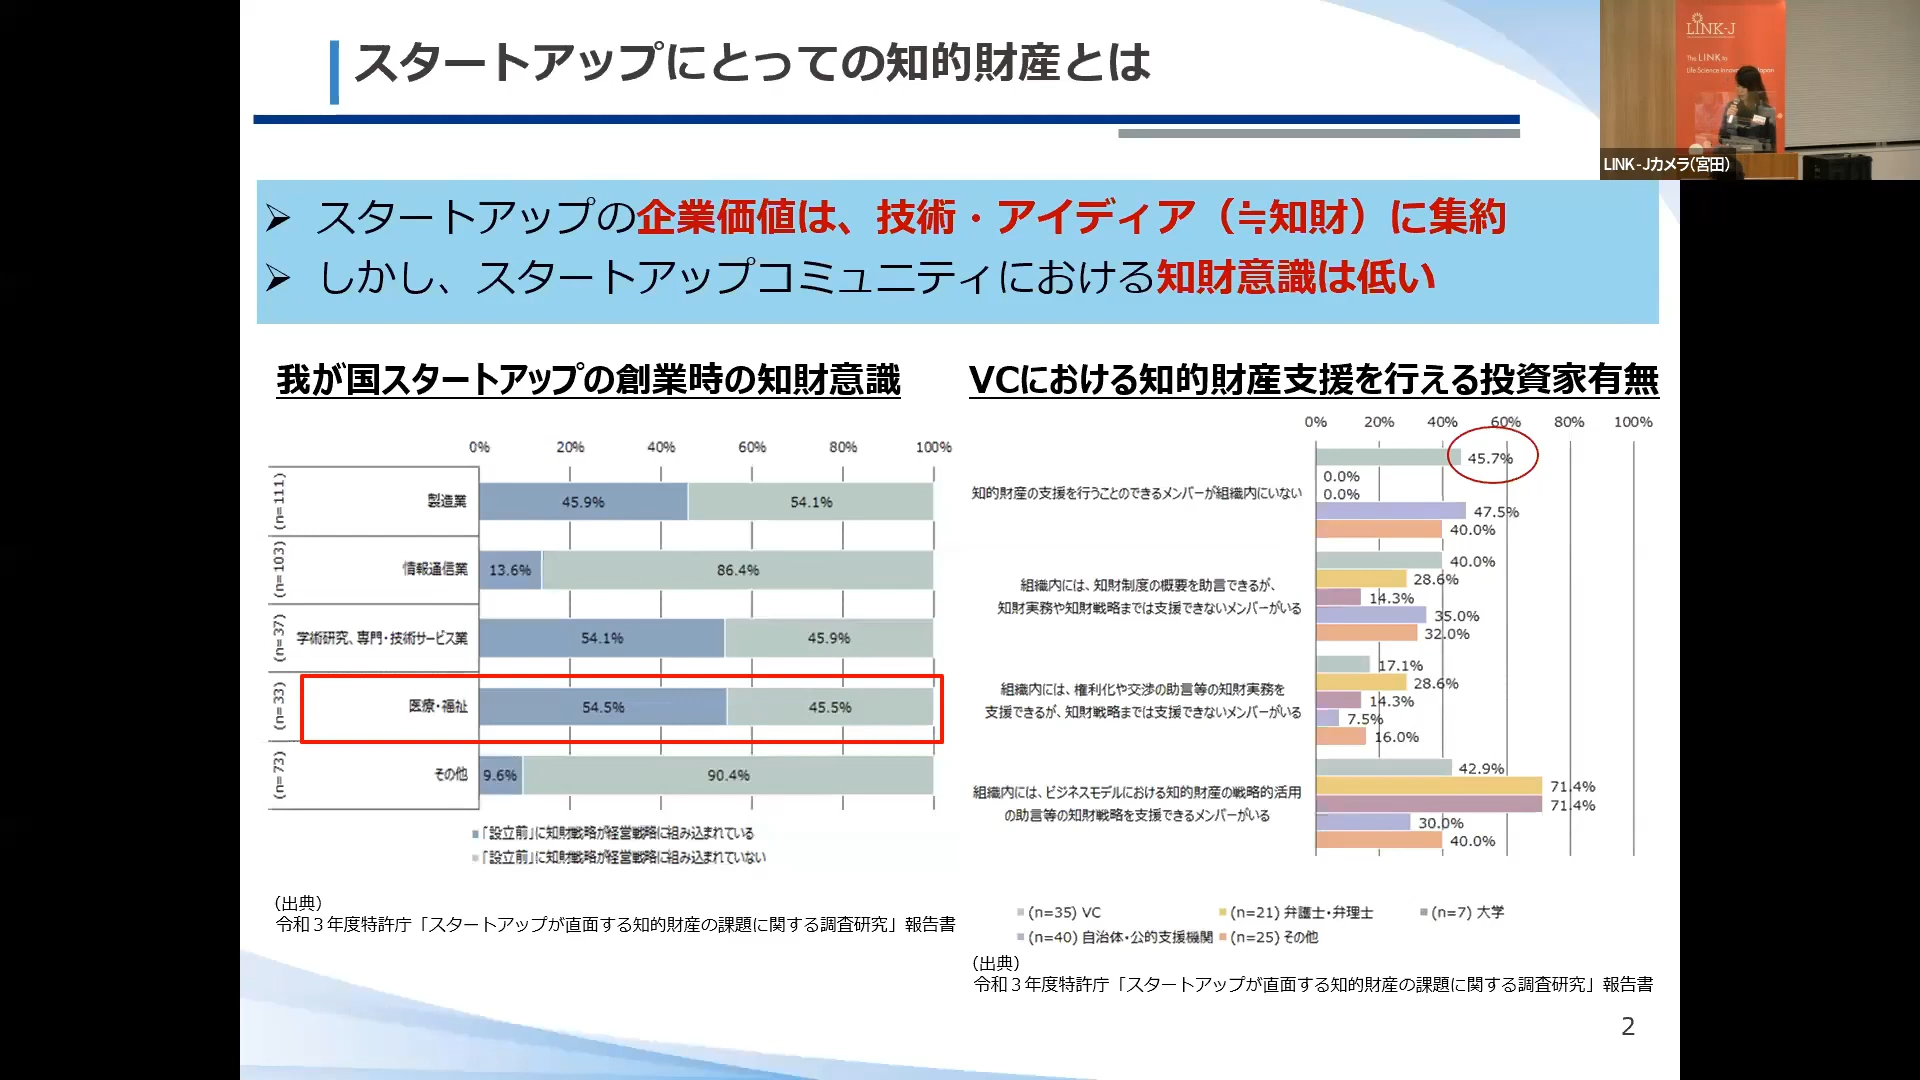 スタートアップにとっての知的財産とは
LINK-J
The LINK to
Life Science Innov
Japan
LINK-Jカメラ(宮田)
➢ スタートアップの企業価値は、技術・アイディア（≒知財）に集約
➢ しかし、スタートアップコミュニティにおける知財意識は低い
我が国スタートアップの創業時の知財意識
0% 20% 40% 60% 80% 100%
(n=111) 製造業 45.9% 54.1%
(n=103) 情報通信業 13.6% 86.4%
(n=37) 学術研究、専門・技術サービス業 54.1% 45.9%
(n=33) 医療・福祉 54.5% 45.5%
(n=73) その他 9.6% 90.4%
「設立前」に知財戦略が経営戦略に組み込まれている
「設立前」に知財戦略が経営戦略に組み込まれていない
（出典）
令和３年度特許庁「スタートアップが直面する知的財産の課題に関する調査研究」報告書
VCにおける知的財産支援を行える投資家有無
0% 20% 40% 60% 80% 100%
知的財産の支援を行うことのできるメンバーが組織内にいない
45.7%
0.0%
0.0%
47.5%
40.0%
組織内には、知財制度の概要を助言できるが、
知財実務や知財戦略までは支援できないメンバーがいる
40.0%
28.6%
14.3%
35.0%
32.0%
組織内には、権利化や交渉の助言等の知財実務を
支援できるが、知財戦略までは支援できないメンバーがいる
17.1%
28.6%
14.3%
7.5%
16.0%
組織内には、ビジネスモデルにおける知的財産の戦略的活用
の助言等の知財戦略を支援できるメンバーがいる
42.9%
71.4%
71.4%
30.0%
40.0%
(n=35) VC (n=21) 弁護士・弁理士 (n=7) 大学
(n=40) 自治体・公的支援機関 (n=25) その他
（出典）
令和３年度特許庁「スタートアップが直面する知的財産の課題に関する調査研究」報告書
2